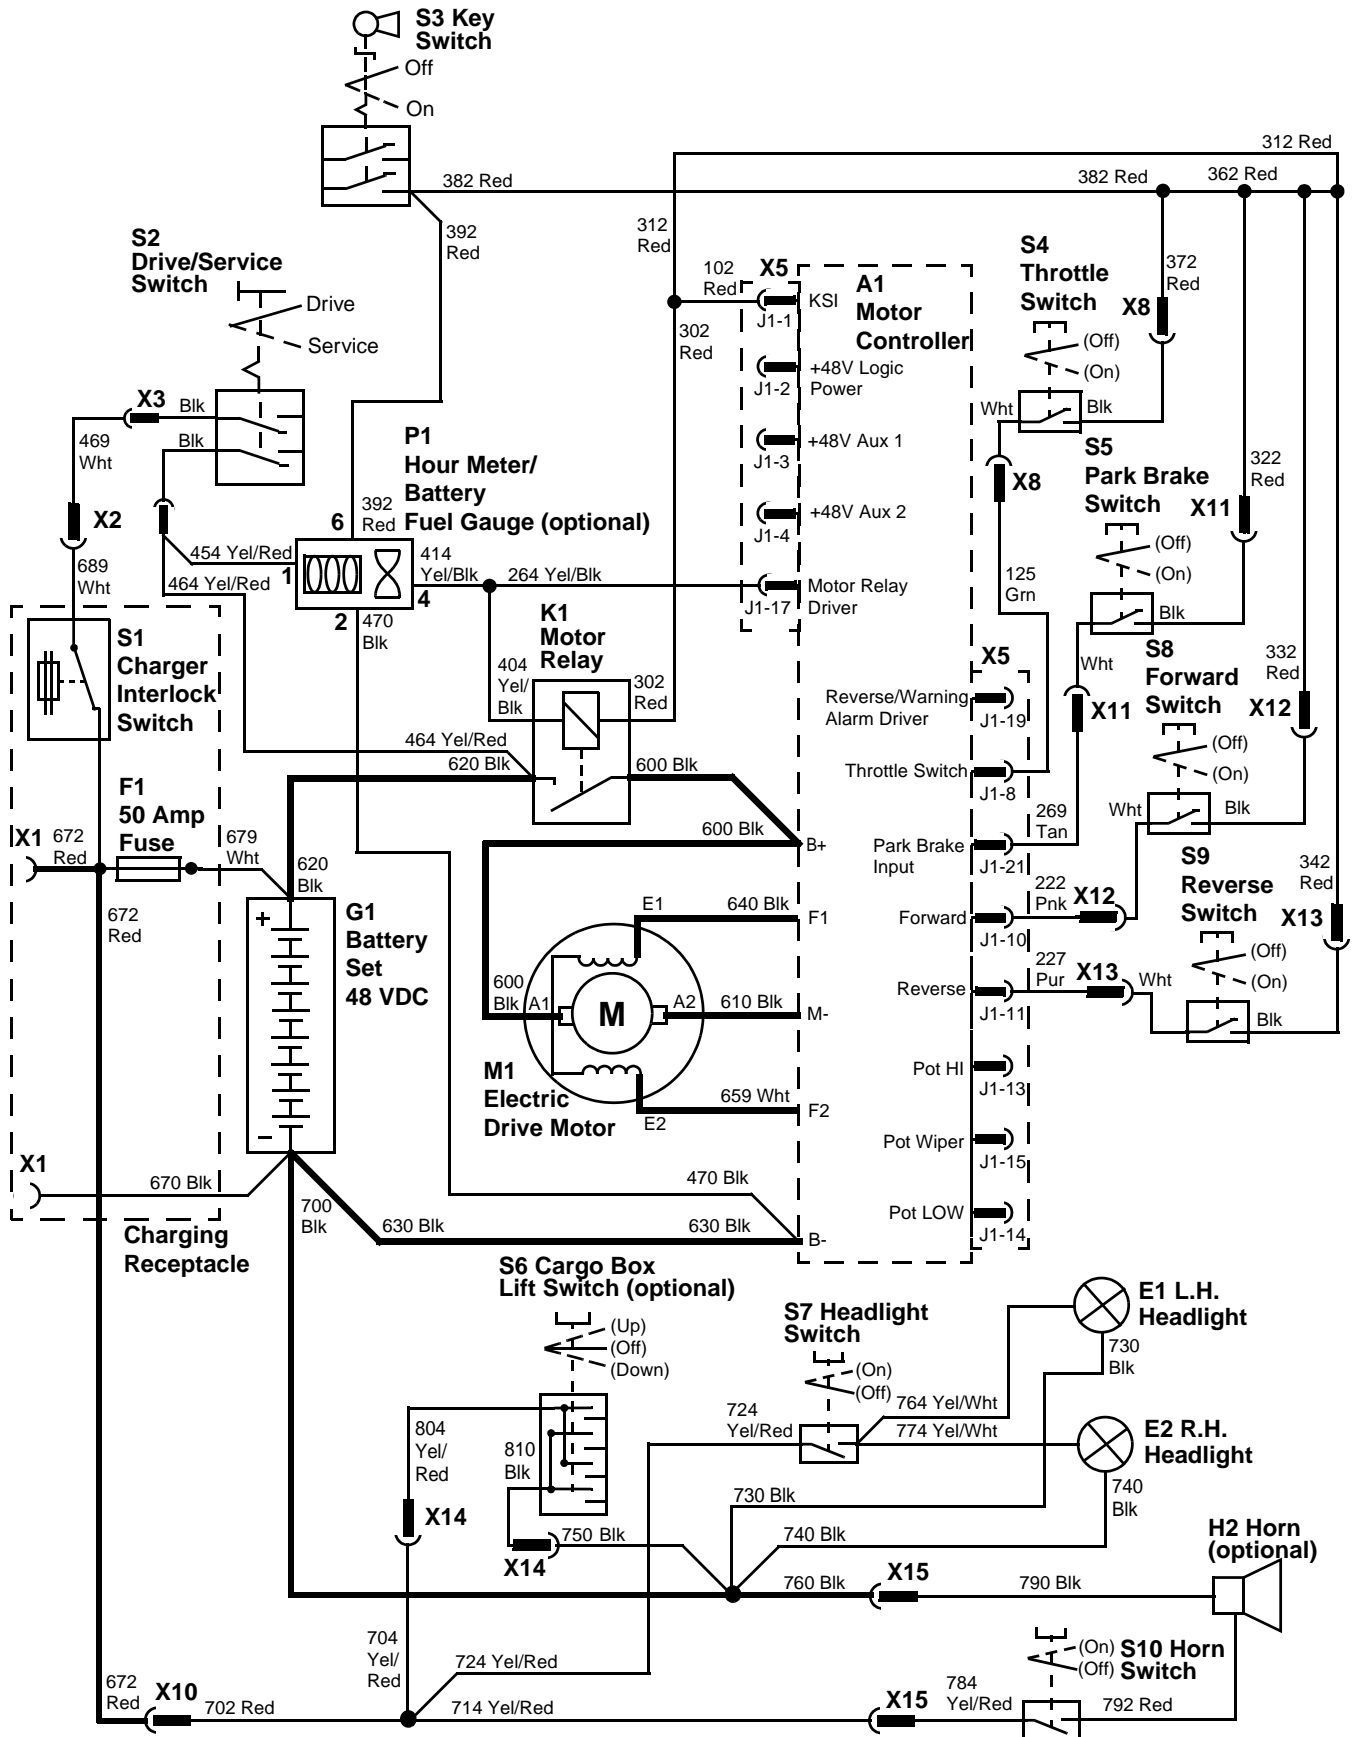 S3 Key
Switch
Off
On
312 Red
382 Red
382 Red
362 Red
392
Red
312
Red
S2
Drive/Service
Switch
Drive
Service
S4
Throttle
Switch
372
Red
X8
(Off)
(On)
Wht
Blk
102
Red
X5
KSI
J1-1
A1
Motor
Controller
302
Red
+48V Logic
Power
J1-2
X3
Blk
Blk
469
Wht
X2
689
Wht
P1
Hour Meter/
Battery
Fuel Gauge (optional)
+48V Aux 1
J1-3
+48V Aux 2
J1-4
X8
S5
Park Brake
Switch
322
Red
X11
(Off)
(On)
Blk
6
392
Red
454 Yel/Red
1
464 Yel/Red
414
Yel/Blk
4
264 Yel/Blk
2
470
Blk
Motor Relay
Driver
J1-17
125
Grn
S1
Charger
Interlock
Switch
K1
Motor
Relay
404
Yel/
Blk
302
Red
X5
Wht
X11
S8
Forward
Switch
332
Red
X12
(Off)
(On)
Reverse/Warning
Alarm Driver
J1-19
464 Yel/Red
620 Blk
600 Blk
Throttle Switch
J1-8
Wht
Blk
F1
50 Amp
Fuse
X1
672
Red
679
Wht
620
Blk
600 Blk
B+
Park Brake
Input
J1-21
269
Tan
S9
Reverse
Switch
342
Red
X13
672
Red
+
G1
Battery
Set
48 VDC
E1
640 Blk
F1
Forward
J1-10
222
Pnk
X12
(Off)
(On)
600
Blk
A1
M
A2
610 Blk
M-
Reverse
J1-11
227
Pur
X13
Wht
Blk
M1
Electric
Drive Motor
Pot HI
J1-13
659 Wht
E2
F2
Pot Wiper
J1-15
–
X1
670 Blk
700
Blk
470 Blk
Pot LOW
J1-14
630 Blk
630 Blk
B-
Charging
Receptacle
S6 Cargo Box
Lift Switch (optional)
(Up)
(Off)
(Down)
S7 Headlight
Switch
(On)
(Off)
E1 L.H.
Headlight
730
Blk
764 Yel/Wht
724
Yel/Red
774 Yel/Wht
E2 R.H.
Headlight
804
Yel/
Red
810
Blk
740
Blk
730 Blk
X14
750 Blk
X14
740 Blk
H2 Horn
(optional)
760 Blk
X15
790 Blk
704
Yel/
Red
724 Yel/Red
(On)
(Off)
S10 Horn
Switch
672
Red
X10
702 Red
714 Yel/Red
X15
784
Yel/Red
792 Red